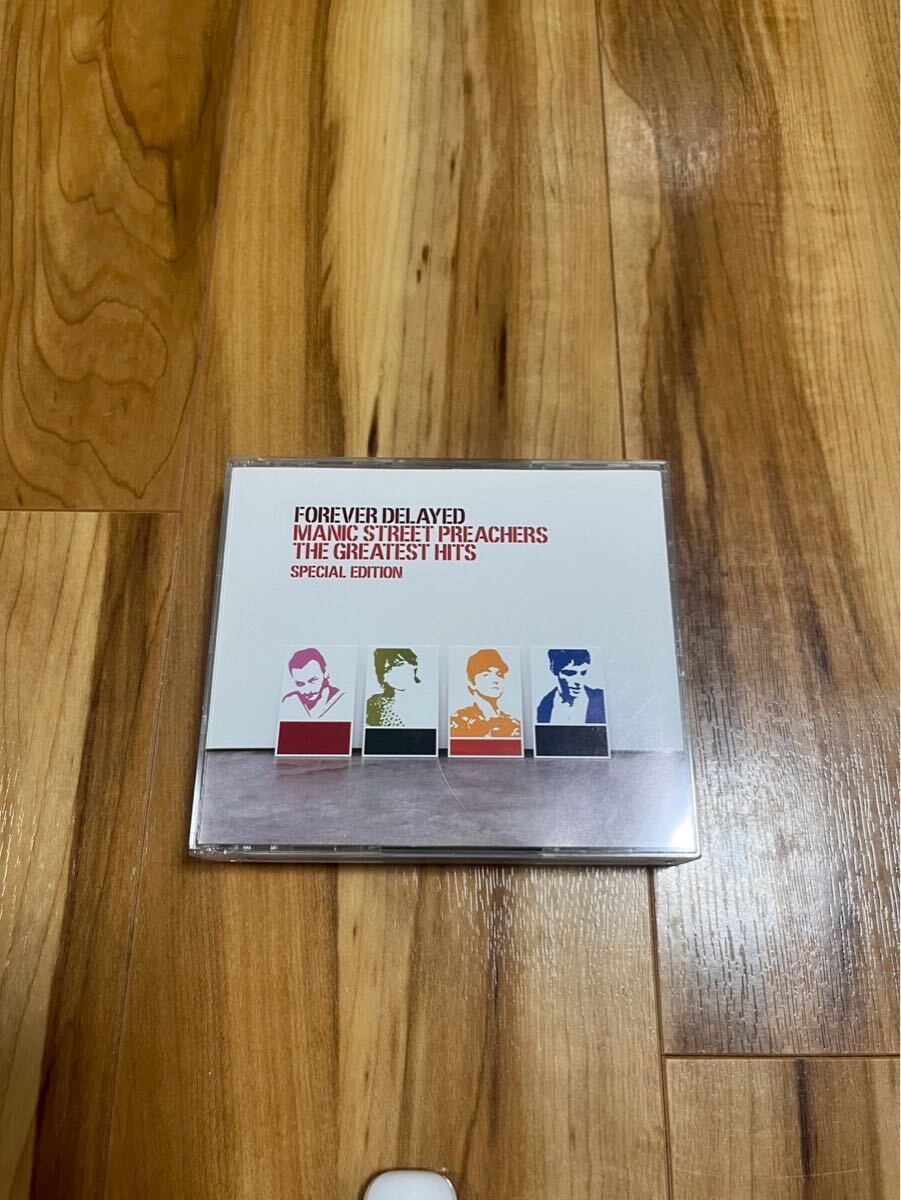 FOREVER DELAYED
MANIC STREET PREACHERS
THE GREATEST HITS
SPECIAL EDITION